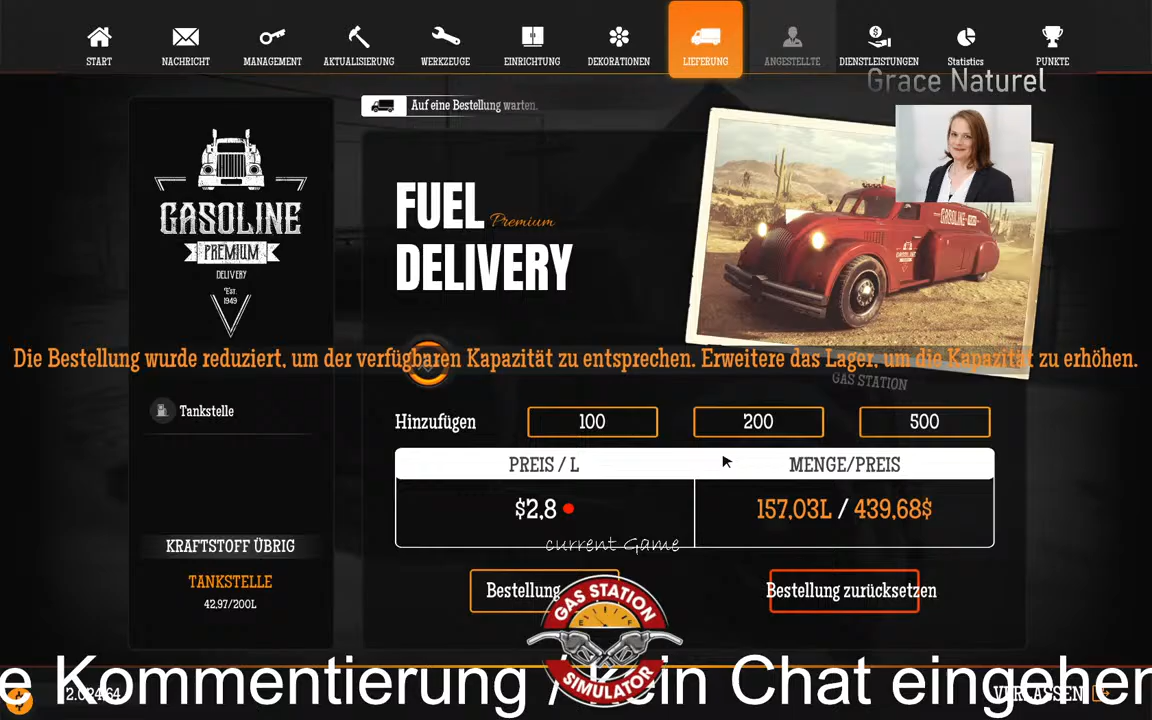 START
NACHRICHT
MANAGEMENT
AKTUALISIERUNG
WERKZEUGE
EINRICHTUNG
DEKORATIONEN
LIEFERUNG
ANGESTELLTE
DIENSTLEISTUNGEN
Statistics
PUNKTE
Grace Naturel
Auf eine Bestellung warten.
GASOLINE
PREMIUM
DELIVERY
Est.
1949
FUEL Premium
DELIVERY
GASOLINE
Die Bestellung wurde reduziert, um der verfügbaren Kapazität zu entsprechen. Erweitere das Lager, um die Kapazität zu erhöhen.
GAS STATION
Tankstelle
Hinzufügen 100 200 500
PREIS / L MENGE/PREIS
$2,8 157,03L / 439,68$
current Game
KRAFTSTOFF ÜBRIG
TANKSTELLE
42,97/200L
Bestellung
Bestellung zurücksetzen
GAS STATION
SIMULATOR
e Kommentierung / ein Chat eingehen
VERLASSEN